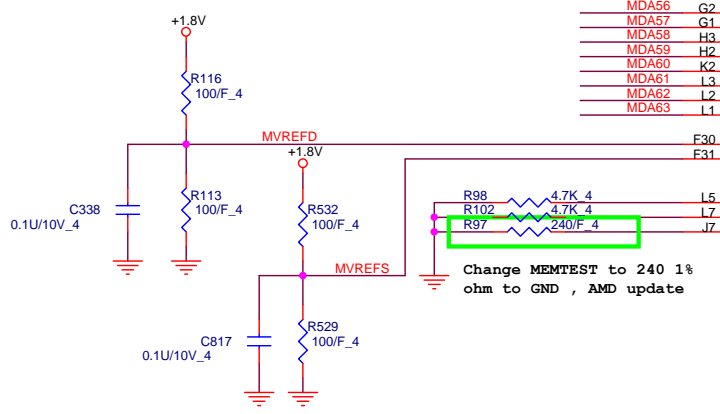 MDA56 G2
MDA57 G1
MDA58 H3
MDA59 H2
MDA60 K2
MDA61 L3
MDA62 L2
MDA63 L1
+1.8V
R116
100/F_4
MVREFD F30
+1.8V
F31
C338
0.1U/10V_4
R113
100/F_4
R532
100/F_4
R98 4.7K_4 L5
R102 4.7K_4 L7
R97 240/F_4 J7
MVREFS
Change MEMTEST to 240 1%
ohm to GND , AMD update
C817
0.1U/10V_4
R529
100/F_4